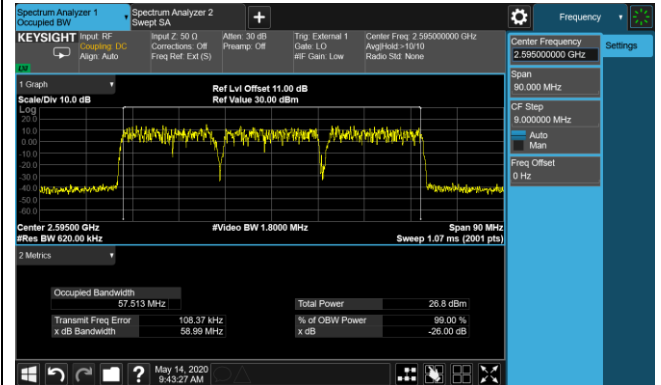 Spectrum Analyzer 1
Occupied BW
Spectrum Analyzer 2
Swept SA
Frequency
KEYSIGHT
Input: RF
Coupling: DC
Align: Auto
Input Z: 50 Ω
Corrections: Off
Freq Ref: Ext (S)
Atten: 30 dB
Preamp: Off
Trig: External 1
Gate: LO
#IF Gain: Low
Center Freq: 2.595000000 GHz
Avg|Hold:>10/10
Radio Std: None
Center Frequency
2.595000000 GHz
Settings
Span
90.000 MHz
CF Step
9.000000 MHz
Auto
Man
Freq Offset
0 Hz
1 Graph
Scale/Div 10.0 dB
Ref Lvl Offset 11.00 dB
Ref Value 30.00 dBm
Log
20.0
10.0
0.00
-10.0
-20.0
-30.0
-40.0
-50.0
-60.0
Center 2.59500 GHz
#Res BW 620.00 kHz
#Video BW 1.8000 MHz
Span 90 MHz
Sweep 1.07 ms (2001 pts)
2 Metrics
Occupied Bandwidth
57.513 MHz
Transmit Freq Error 108.37 kHz
x dB Bandwidth 58.99 MHz
Total Power 26.8 dBm
% of OBW Power 99.00 %
x dB -26.00 dB
May 14, 2020
9:43:27 AM